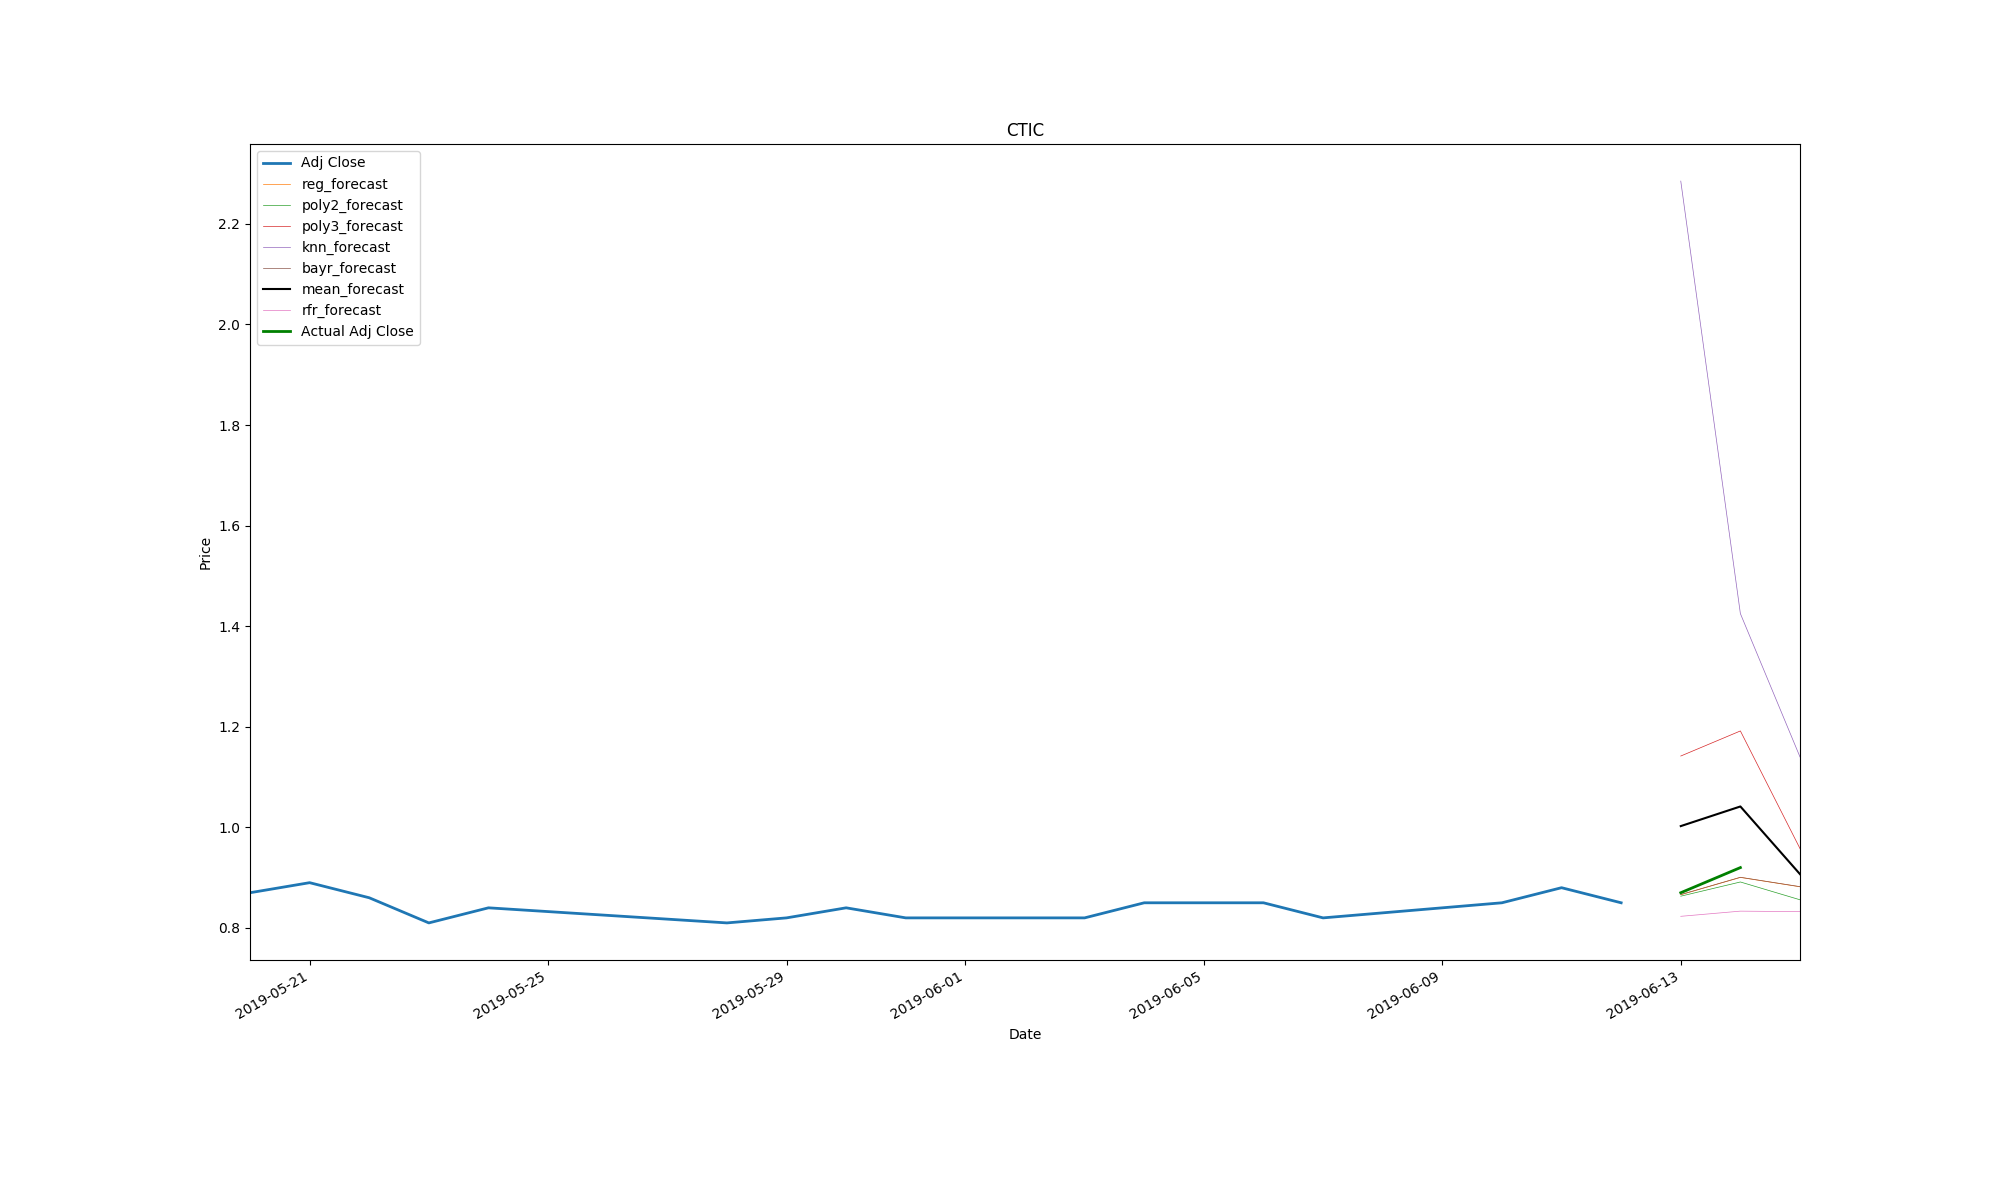 CTIC
Adj Close
reg_forecast
poly2_forecast
poly3_forecast
knn_forecast
bayr_forecast
mean_forecast
rfr_forecast
Actual Adj Close
2.2
2.0
1.8
1.6
1.4
1.2
1.0
0.8
Price
2019-05-21
2019-05-25
2019-05-29
2019-06-01
2019-06-05
2019-06-09
2019-06-13
Date